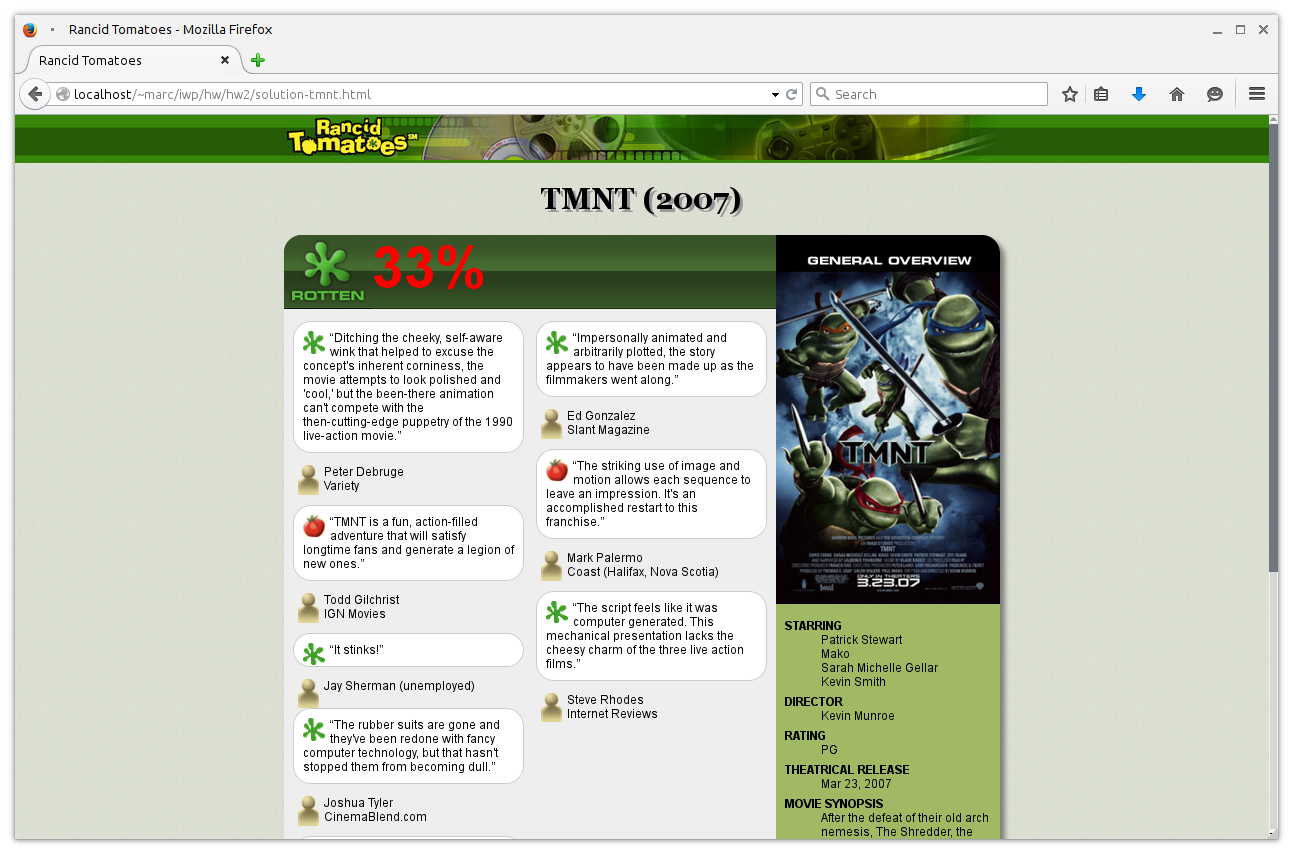 Rancid Tomatoes - Mozilla Firefox
Rancid Tomatoes
localhost/~marc/iwp/hw/hw2/solution-tmnt.html
Search
Rancid
Tomatoes SM
TMNT (2007)
ROTTEN
33%
“Ditching the cheeky, self-aware
wink that helped to excuse the
concept's inherent corniness, the
movie attempts to look polished and
'cool,' but the been-there animation
can't compete with the
then-cutting-edge puppetry of the 1990
live-action movie.”
Peter Debruge
Variety
“TMNT is a fun, action-filled
adventure that will satisfy
longtime fans and generate a legion of
new ones.”
Todd Gilchrist
IGN Movies
“It stinks!”
Jay Sherman (unemployed)
“The rubber suits are gone and
they've been redone with fancy
computer technology, but that hasn't
stopped them from becoming dull.”
Joshua Tyler
CinemaBlend.com
“Impersonally animated and
arbitrarily plotted, the story
appears to have been made up as the
filmmakers went along.”
Ed Gonzalez
Slant Magazine
“The striking use of image and
motion allows each sequence to
leave an impression. It's an
accomplished restart to this
franchise.”
Mark Palermo
Coast (Halifax, Nova Scotia)
“The script feels like it was
computer generated. This
mechanical presentation lacks the
cheesy charm of the three live action
films.”
Steve Rhodes
Internet Reviews
GENERAL OVERVIEW
TMNT
TMNT
ONLY IN THEATERS
3.23.07
STARRING
Patrick Stewart
Mako
Sarah Michelle Gellar
Kevin Smith
DIRECTOR
Kevin Munroe
RATING
PG
THEATRICAL RELEASE
Mar 23, 2007
MOVIE SYNOPSIS
After the defeat of their old arch
nemesis, The Shredder, the